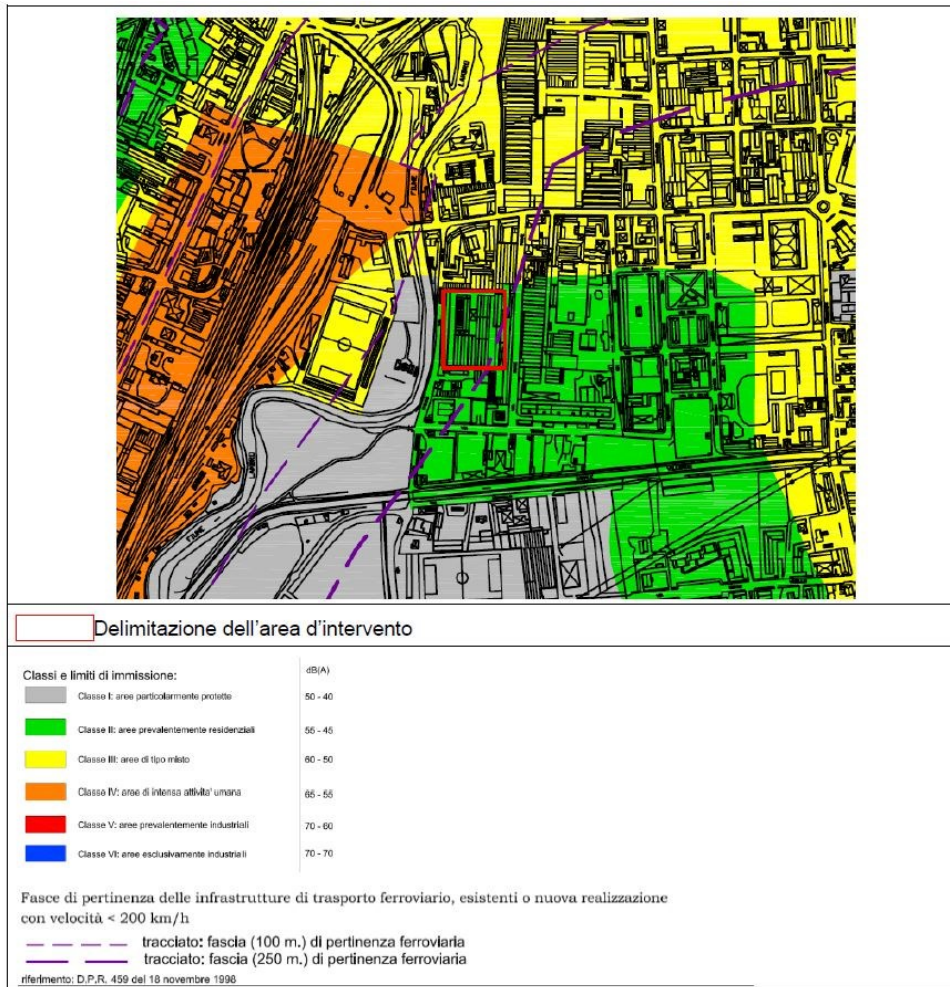 LAMBRO
FIUME
LAMBRO
FIUME
Delimitazione dell'area d'intervento
Classi e limiti di immissione:
dB(A)
Classe I: aree particolarmente protette
50 - 40
Classe II: aree prevalentemente residenziali
55 - 45
Classe III: aree di tipo misto
60 - 50
Classe IV: aree di intensa attivita' umana
65 - 55
Classe V: aree prevalentemente industriali
70 - 60
Classe VI: aree esclusivamente industriali
70 - 70
Fasce di pertinenza delle infrastrutture di trasporto ferroviario, esistenti o nuova realizzazione
con velocità < 200 km/h
tracciato: fascia (100 m.) di pertinenza ferroviaria
tracciato: fascia (250 m.) di pertinenza ferroviaria
riferimento: D.P.R. 459 del 18 novembre 1998